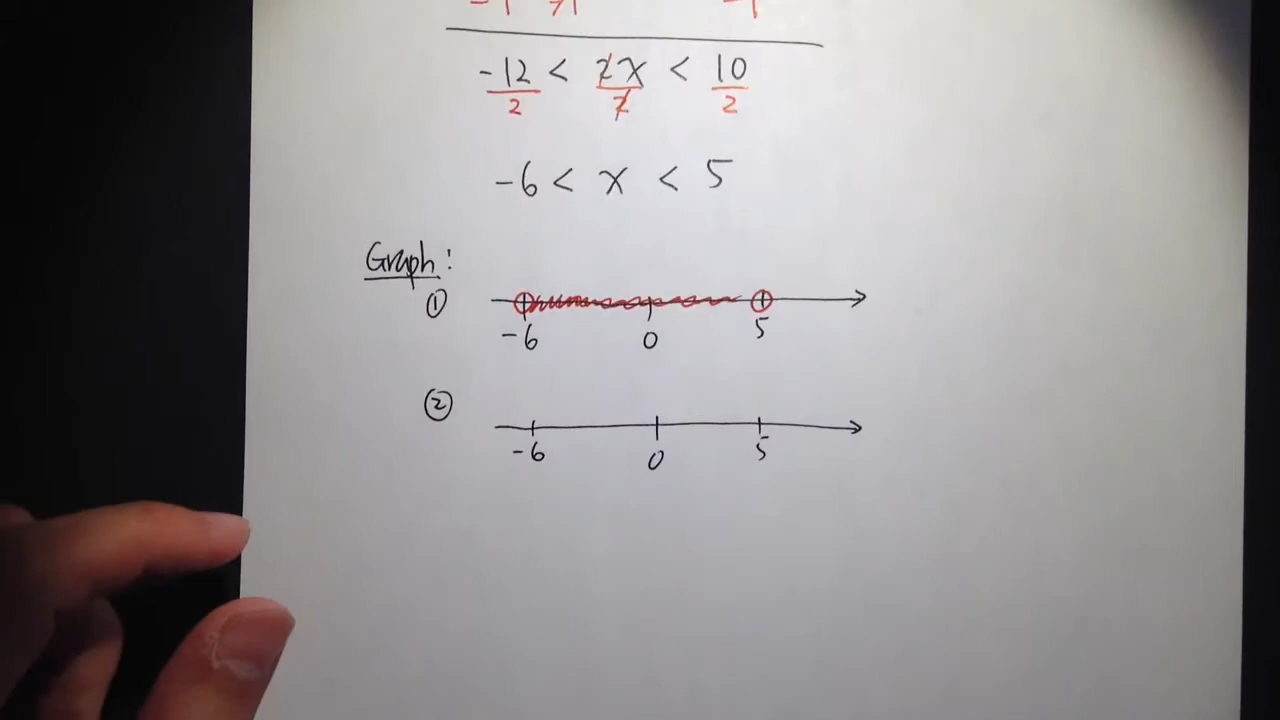 -12 < 2x < 10
2 2 2
-6 < x < 5
Graph:
①
-6 0 5
②
-6 0 5